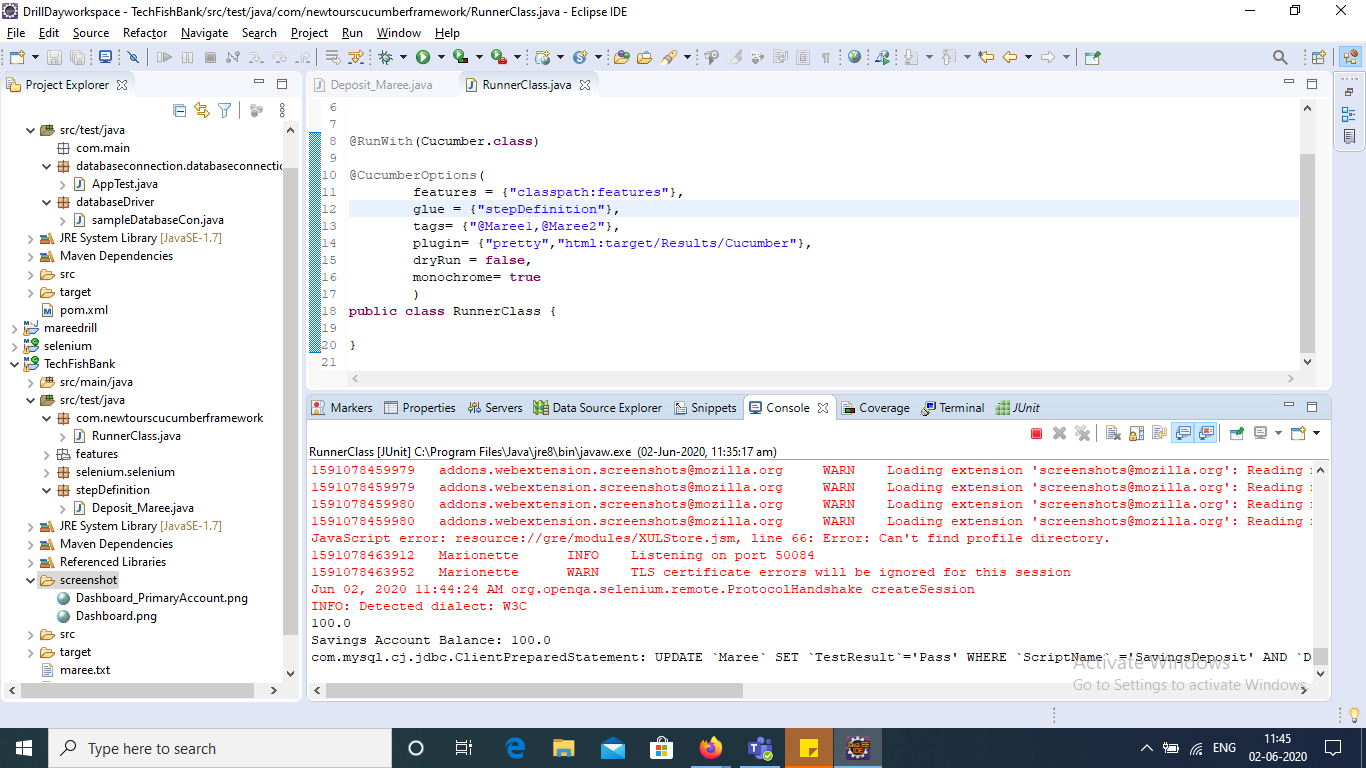 DrillDayworkspace - TechFishBank/src/test/java/com/newtourscucumberframework/RunnerClass.java - Eclipse IDE
File Edit Source Refactor Navigate Search Project Run Window Help
Project Explorer
src/test/java
com.main
databaseconnection.databaseconnectio
AppTest.java
databaseDriver
sampleDatabaseCon.java
JRE System Library [JavaSE-1.7]
Maven Dependencies
src
target
pom.xml
mareedrill
selenium
TechFishBank
src/main/java
src/test/java
com.newtourscucumberframework
RunnerClass.java
features
selenium.selenium
stepDefinition
Deposit_Maree.java
JRE System Library [JavaSE-1.7]
Maven Dependencies
Referenced Libraries
screenshot
Dashboard_PrimaryAccount.png
Dashboard.png
src
target
maree.txt
Deposit_Maree.java RunnerClass.java
6
7
8 @RunWith(Cucumber.class)
9
10 @CucumberOptions(
11 features = {"classpath:features"},
12 glue = {"stepDefinition"},
13 tags= {"@Maree1,@Maree2"},
14 plugin= {"pretty","html:target/Results/Cucumber"},
15 dryRun = false,
16 monochrome= true
17 )
18 public class RunnerClass {
19
20 }
21
Markers Properties Servers Data Source Explorer Snippets Console Coverage Terminal JUnit
RunnerClass [JUnit] C:\Program Files\Java\jre8\bin\javaw.exe (02-Jun-2020, 11:35:17 am)
1591078459979 addons.webextension.screenshots@mozilla.org WARN Loading extension 'screenshots@mozilla.org': Reading
1591078459979 addons.webextension.screenshots@mozilla.org WARN Loading extension 'screenshots@mozilla.org': Reading
1591078459980 addons.webextension.screenshots@mozilla.org WARN Loading extension 'screenshots@mozilla.org': Reading
1591078459980 addons.webextension.screenshots@mozilla.org WARN Loading extension 'screenshots@mozilla.org': Reading
JavaScript error: resource://gre/modules/XULStore.jsm, line 66: Error: Can't find profile directory.
1591078463912 Marionette INFO Listening on port 50084
1591078463952 Marionette WARN TLS certificate errors will be ignored for this session
Jun 02, 2020 11:44:24 AM org.openqa.selenium.remote.ProtocolHandshake createSession
INFO: Detected dialect: W3C
100.0
Savings Account Balance: 100.0
com.mysql.cj.jdbc.ClientPreparedStatement: UPDATE `Maree` SET `TestResult`='Pass' WHERE `ScriptName` ='SavingsDeposit' AND `D
Activate Windows
Go to Settings to activate Windows.
Type here to search
ENG
11:45
02-06-2020